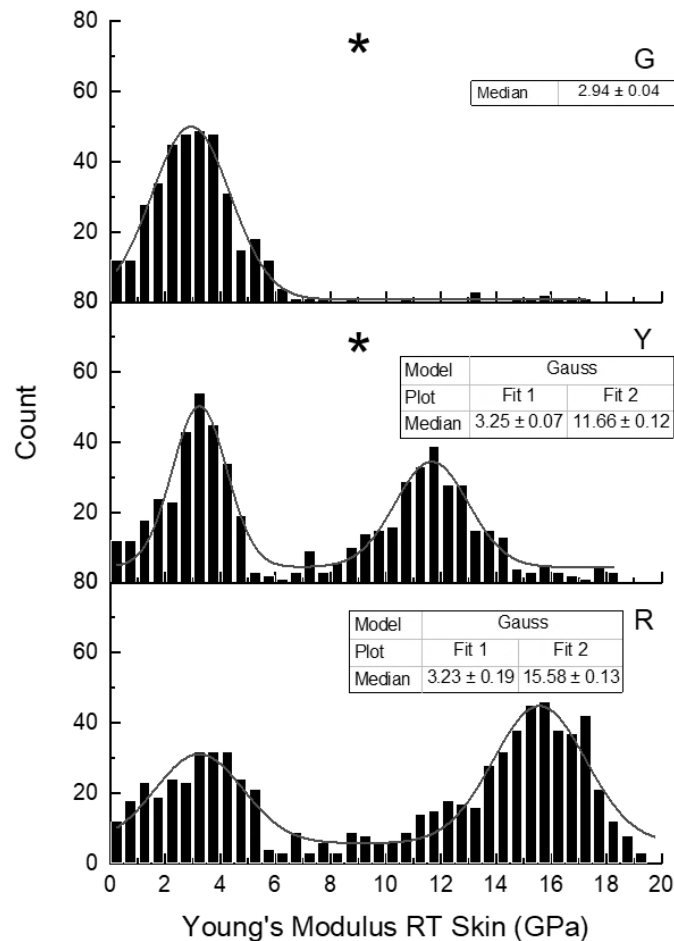 80
*
G
Median 2.94 ± 0.04
60
40
20
80
*
Y
Model Gauss
Plot Fit 1 Fit 2
Median 3.25 ± 0.07 11.66 ± 0.12
60
Count
40
20
80
R
Model Gauss
Plot Fit 1 Fit 2
Median 3.23 ± 0.19 15.58 ± 0.13
60
40
20
0
0 2 4 6 8 10 12 14 16 18 20
Young's Modulus RT Skin (GPa)